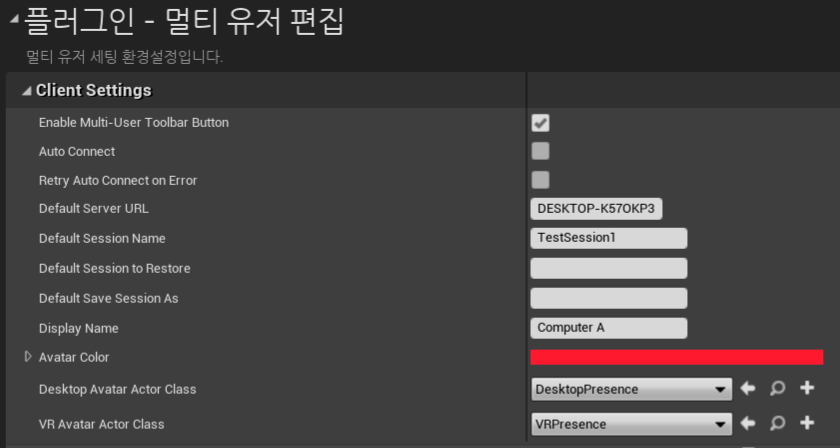 플러그인 - 멀티 유저 편집
멀티 유저 세팅 환경설정입니다.
Client Settings
Enable Multi-User Toolbar Button
Auto Connect
Retry Auto Connect on Error
Default Server URL DESKTOP-K57OKP3
Default Session Name TestSession1
Default Session to Restore
Default Save Session As
Display Name Computer A
Avatar Color
Desktop Avatar Actor Class DesktopPresence
VR Avatar Actor Class VRPresence